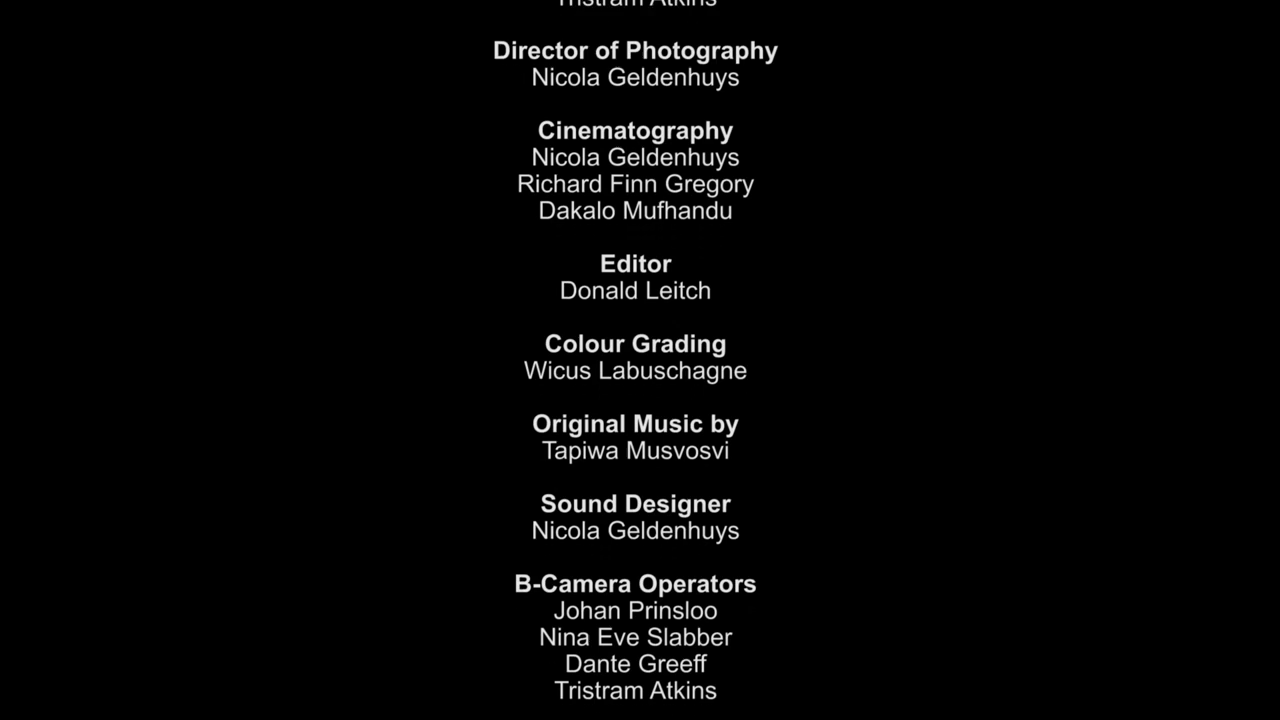 Tristram Atkins
Director of Photography
Nicola Geldenhuys
Cinematography
Nicola Geldenhuys
Richard Finn Gregory
Dakalo Mufhandu
Editor
Donald Leitch
Colour Grading
Wicus Labuschagne
Original Music by
Tapiwa Musvosvi
Sound Designer
Nicola Geldenhuys
B-Camera Operators
Johan Prinsloo
Nina Eve Slabber
Dante Greeff
Tristram Atkins